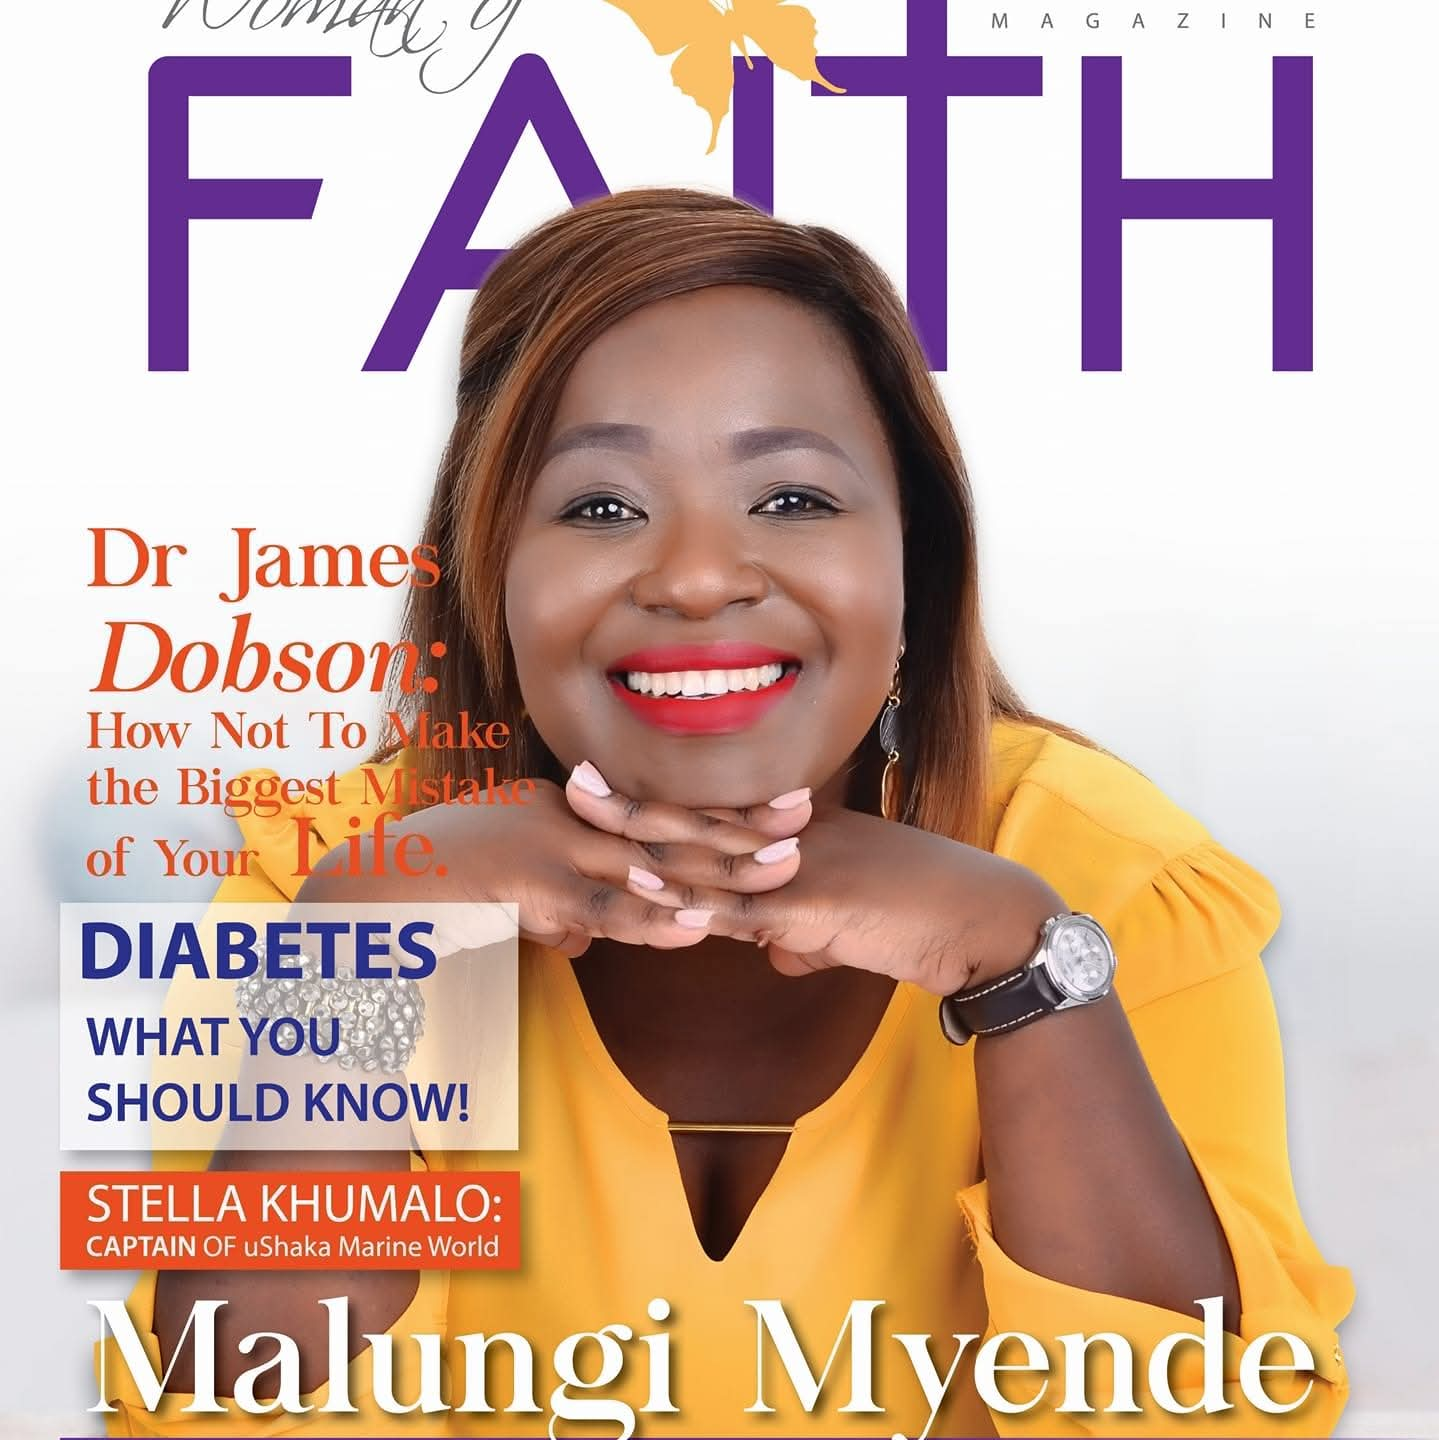 Woman of
MAGAZINE
FAITH
Dr James
Dobson:
How Not To Make
the Biggest Mistake
of Your Life.
DIABETES
WHAT YOU
SHOULD KNOW!
STELLA KHUMALO:
CAPTAIN OF uShaka Marine World
Malungi Myende